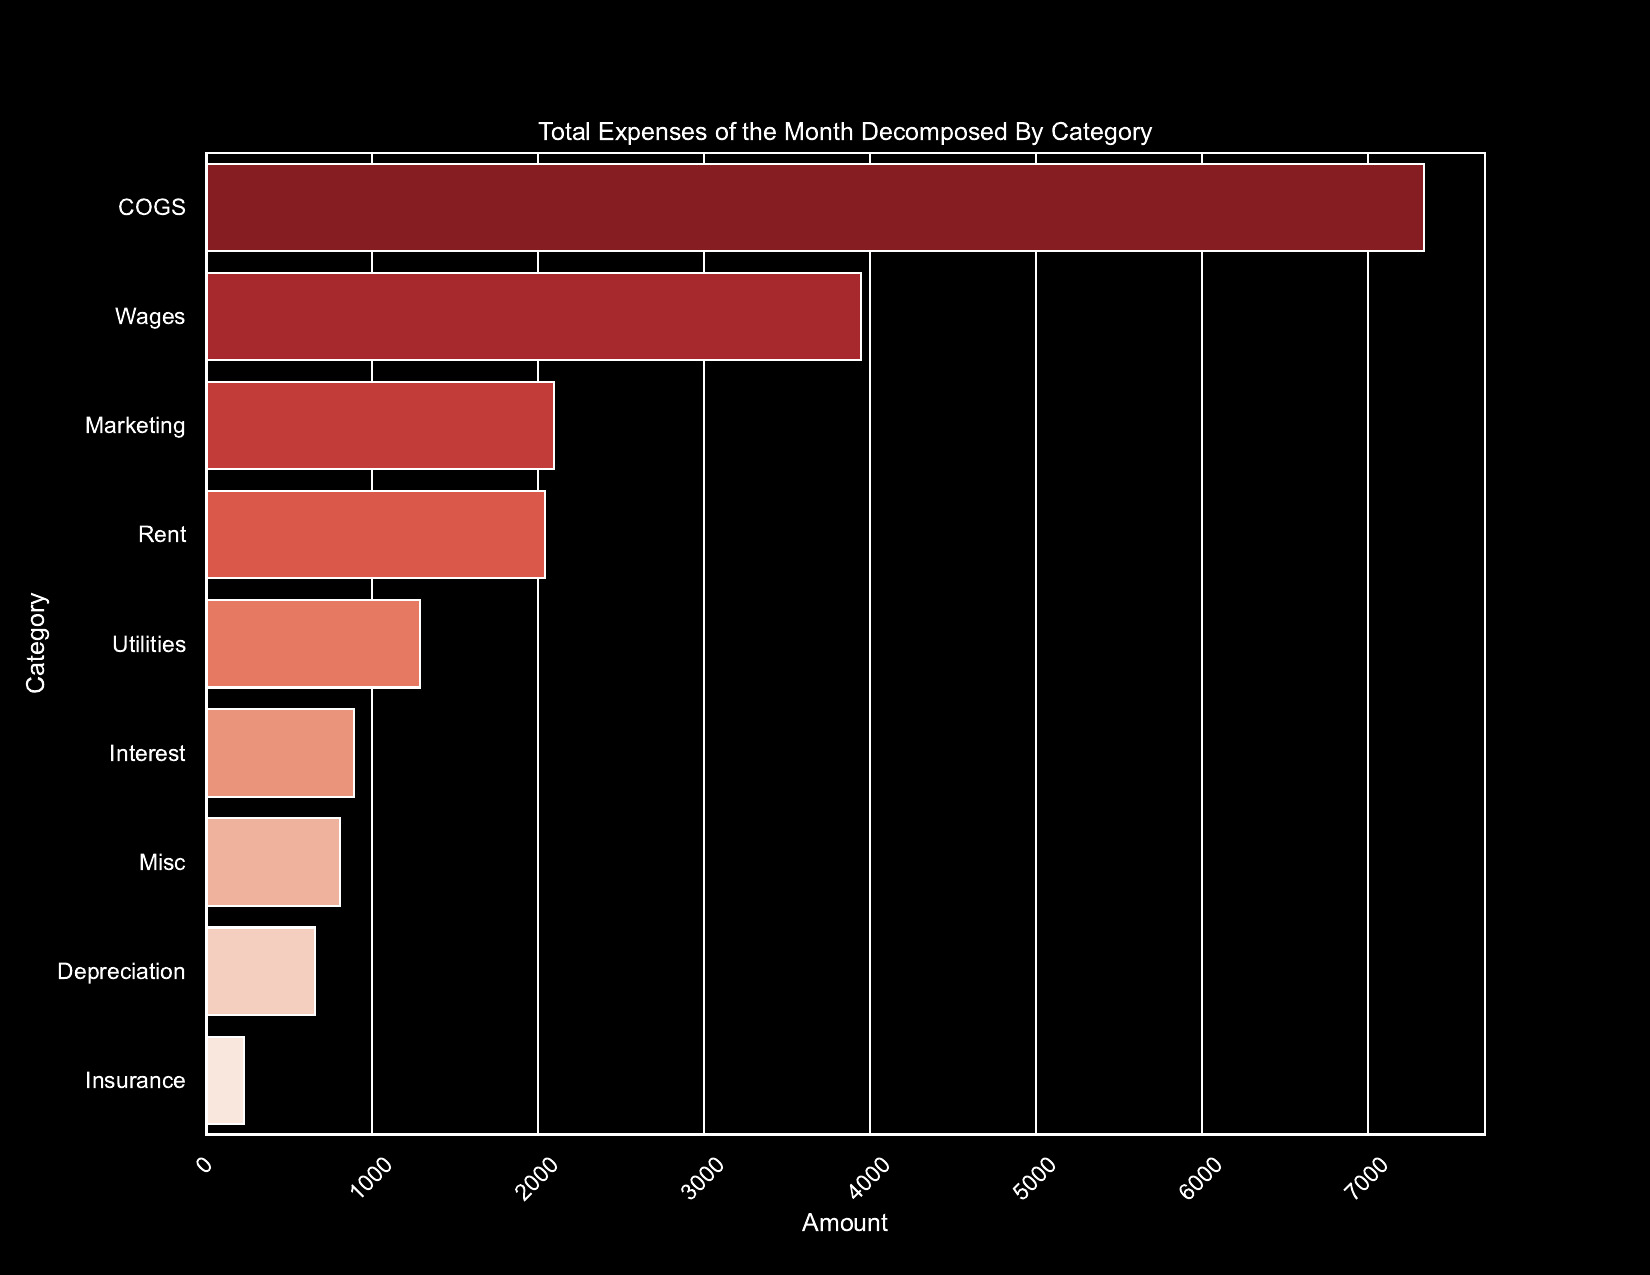 Total Expenses of the Month Decomposed By Category
COGS
Wages
Marketing
Rent
Utilities
Interest
Misc
Depreciation
Insurance
Category
0
1000
2000
3000
4000
5000
6000
7000
Amount